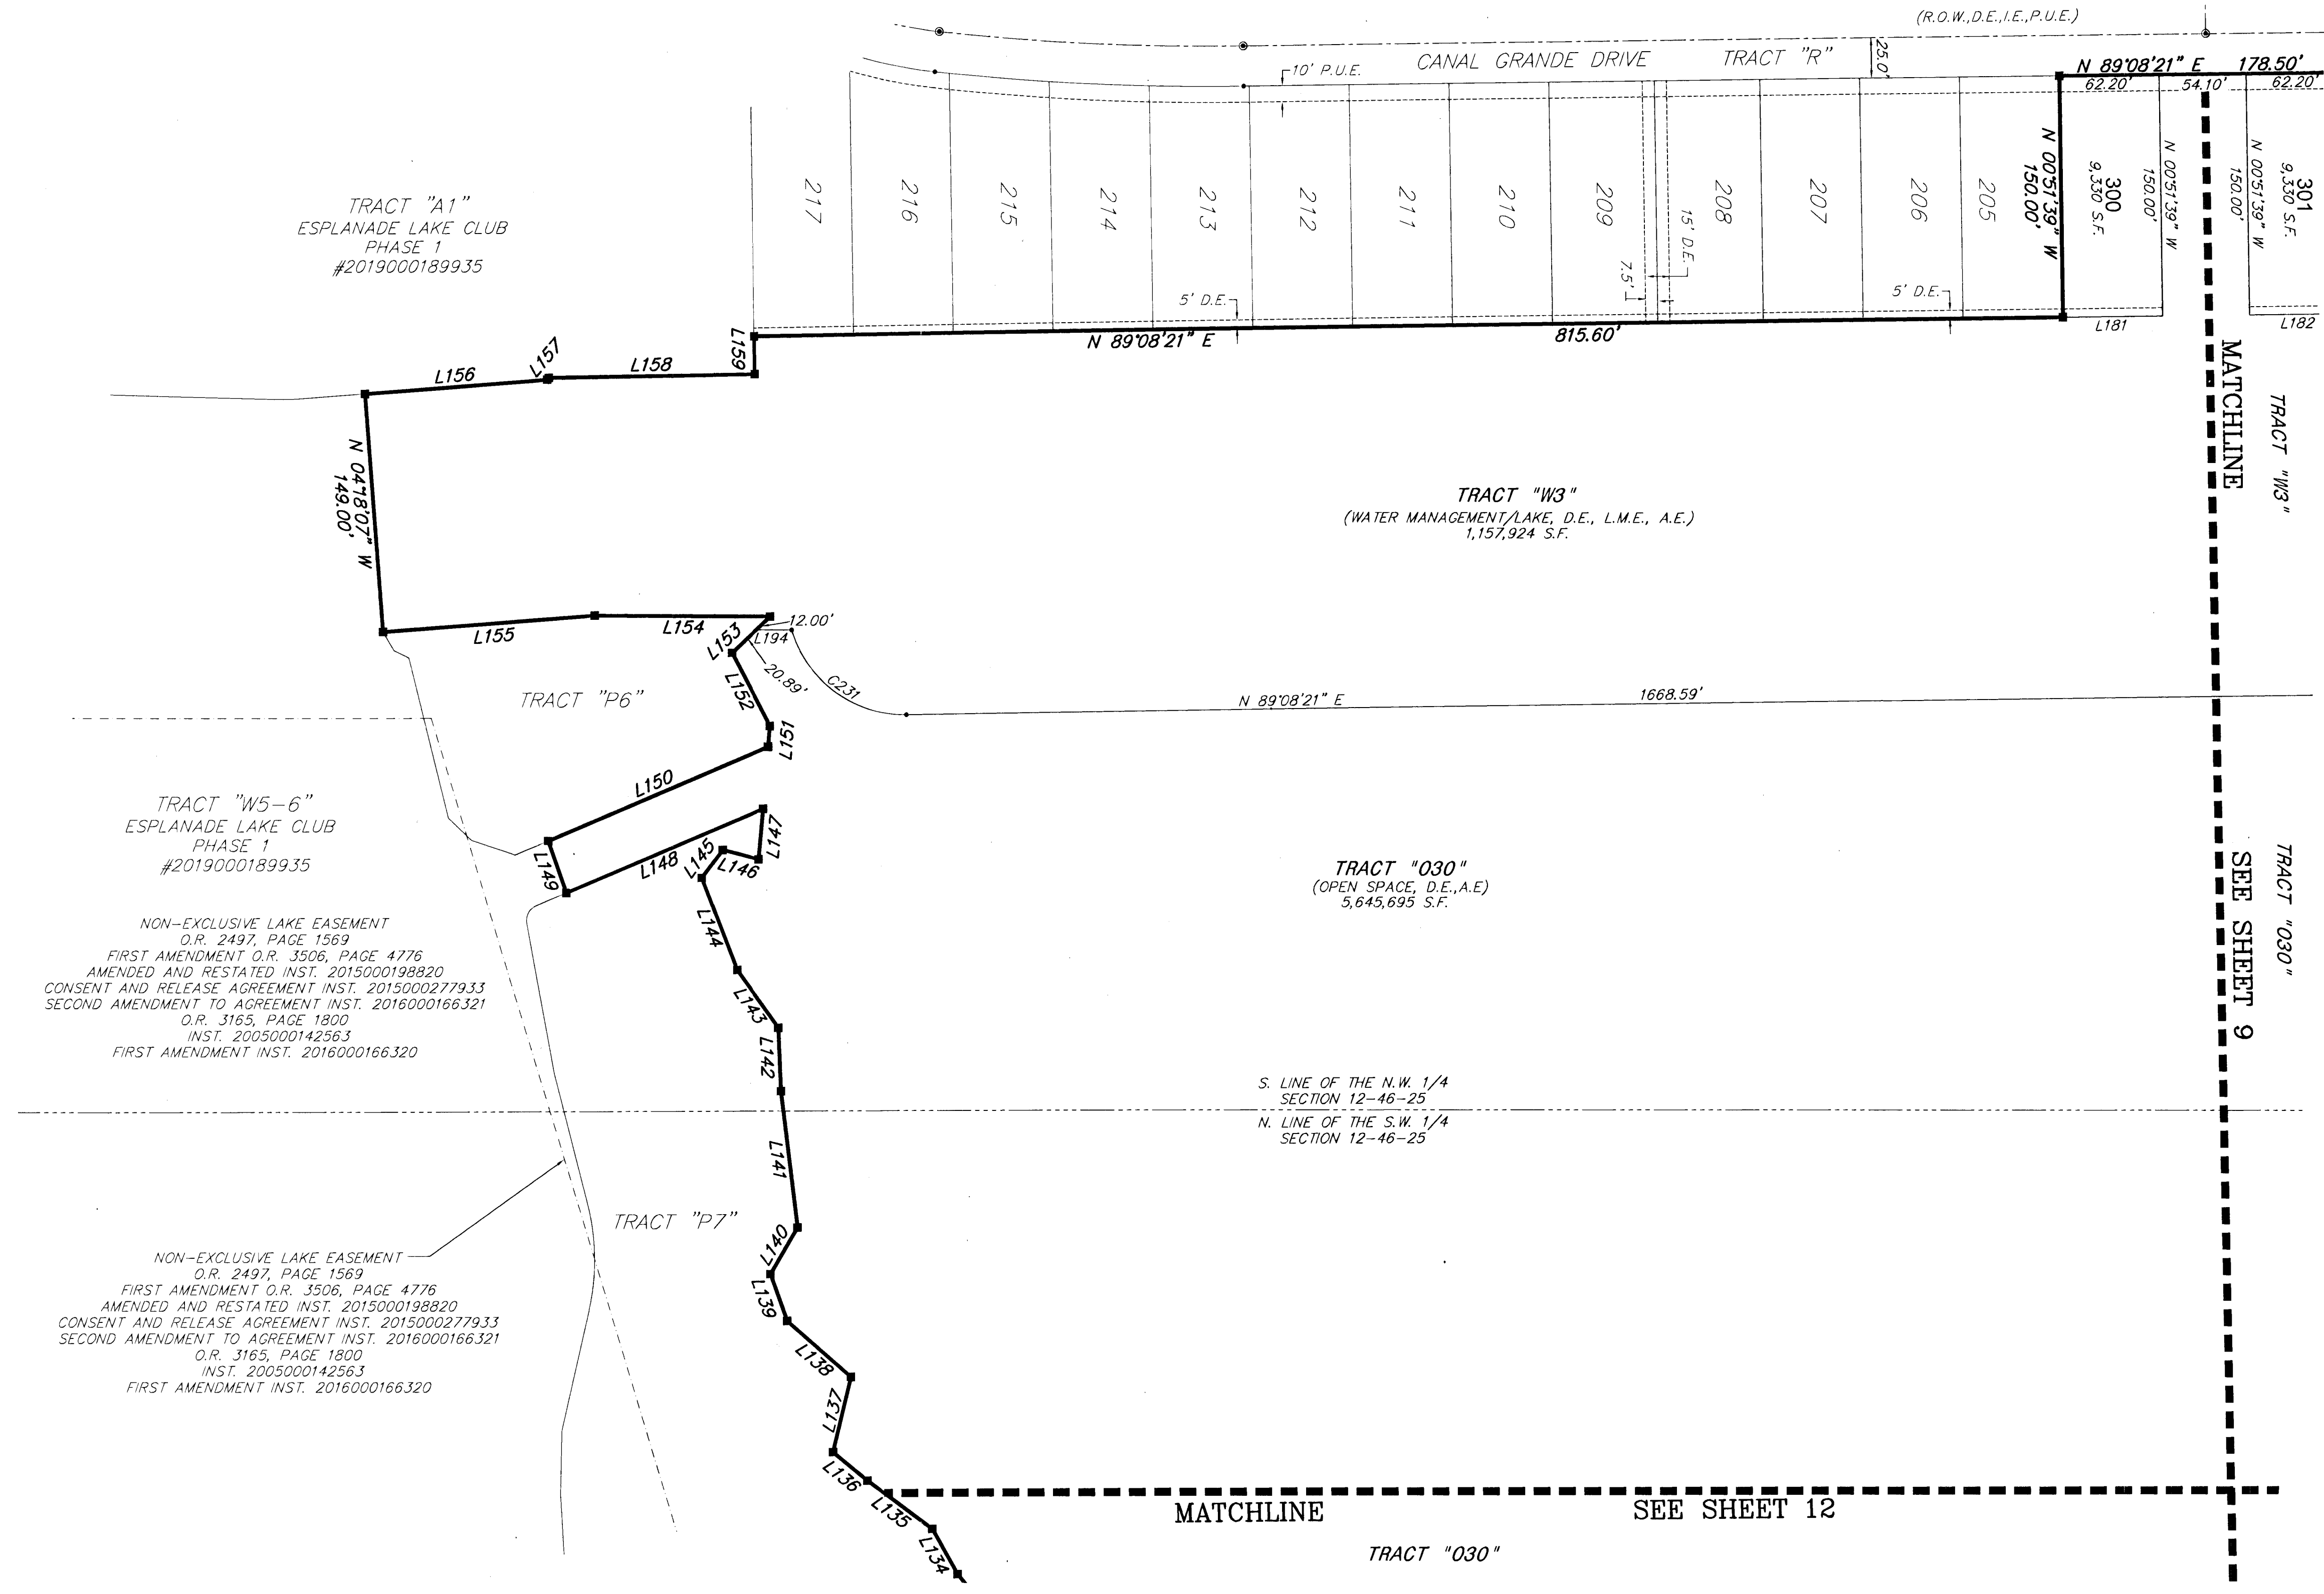 (R.O.W.,D.E.,I.E.,P.U.E.)
CANAL GRANDE DRIVE TRACT "R"
25.0'
10' P.U.E.
N 89°08'21" E 178.50'
62.20'
54.10'
62.20'
217
216
215
214
213
212
211
210
209
208
207
206
205
15' D.E.
7.5'
5' D.E.
5' D.E.
N 00°51'39" W
150.00'
300
9,330 S.F.
N 00°51'39" W
150.00'
N 00°51'39" W
150.00'
301
9,330 S.F.
L181
L182
TRACT "A1"
ESPLANADE LAKE CLUB
PHASE 1
#2019000189935
N 89°08'21" E
815.60'
L159
L158
L157
L156
N 04°18'07" W
149.00'
MATCHLINE
TRACT "W3"
TRACT "W3"
(WATER MANAGEMENT/LAKE, D.E., L.M.E., A.E.)
1,157,924 S.F.
L155
L154
12.00'
L194
L153
20.89'
C231
L152
L151
N 89°08'21" E
1668.59'
TRACT "P6"
L150
L149
L148
L147
L146
L145
L144
L143
L142
L141
L140
L139
L138
L137
L136
L135
L134
TRACT "W5-6"
ESPLANADE LAKE CLUB
PHASE 1
#2019000189935
TRACT "030"
(OPEN SPACE, D.E.,A.E)
5,645,695 S.F.
SEE SHEET 9
TRACT "030"
NON-EXCLUSIVE LAKE EASEMENT
O.R. 2497, PAGE 1569
FIRST AMENDMENT O.R. 3506, PAGE 4776
AMENDED AND RESTATED INST. 2015000198820
CONSENT AND RELEASE AGREEMENT INST. 2015000277933
SECOND AMENDMENT TO AGREEMENT INST. 2016000166321
O.R. 3165, PAGE 1800
INST. 2005000142563
FIRST AMENDMENT INST. 2016000166320
S. LINE OF THE N.W. 1/4
SECTION 12-46-25
N. LINE OF THE S.W. 1/4
SECTION 12-46-25
TRACT "P7"
NON-EXCLUSIVE LAKE EASEMENT
O.R. 2497, PAGE 1569
FIRST AMENDMENT O.R. 3506, PAGE 4776
AMENDED AND RESTATED INST. 2015000198820
CONSENT AND RELEASE AGREEMENT INST. 2015000277933
SECOND AMENDMENT TO AGREEMENT INST. 2016000166321
O.R. 3165, PAGE 1800
INST. 2005000142563
FIRST AMENDMENT INST. 2016000166320
MATCHLINE SEE SHEET 12
TRACT "030"